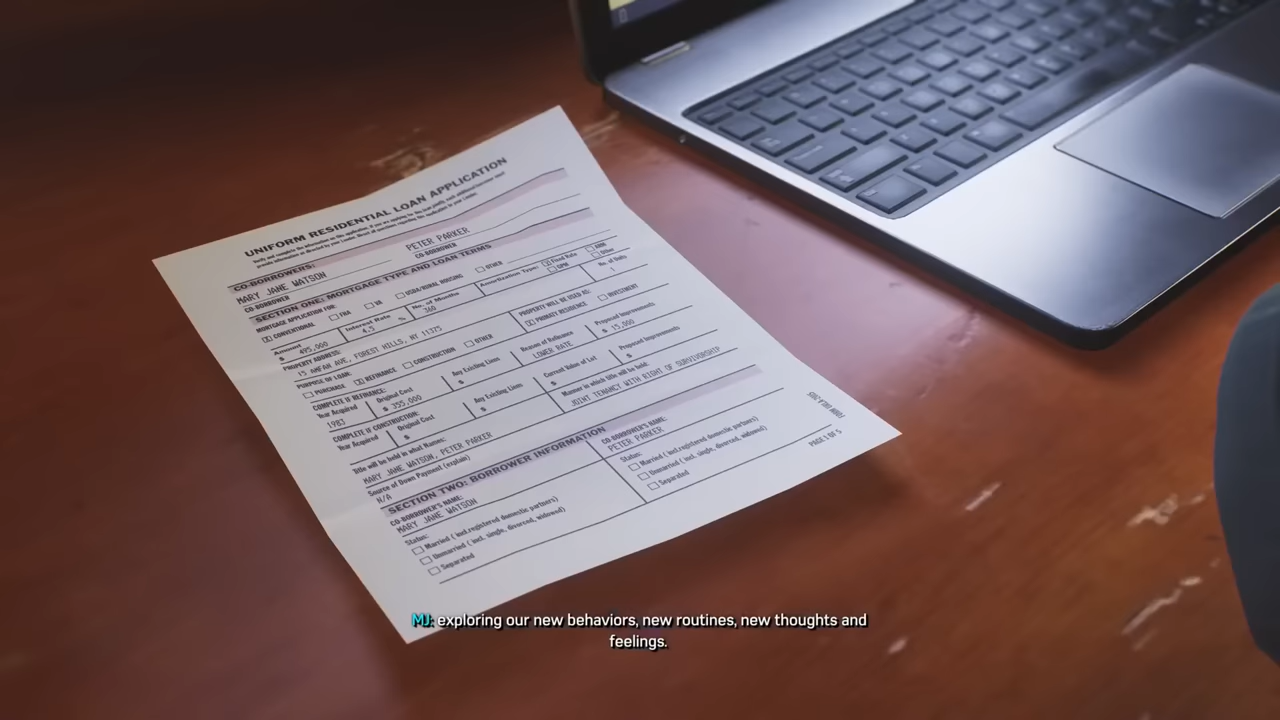 UNIFORM RESIDENTIAL LOAN APPLICATION
CO-BORROWERS:
MARY JANE WATSON PETER PARKER
CO-BORROWER CO-BORROWER
SECTION ONE: MORTGAGE TYPE AND LOAN TERMS
MORTGAGE APPLICATION FOR:
CONVENTIONAL FHA VA USDA/RURAL HOUSING OTHER
Amount Interest Rate No. of Months Amortization Type: Fixed Rate ARM GPM Other No. of Units
$ 495,000 4.5 % 360 1
PROPERTY ADDRESS: PROPERTY WILL BE USED AS:
FOREST HILLS, NY 11375 PRIMARY RESIDENCE INVESTMENT
PURPOSE OF LOAN:
PURCHASE REFINANCE CONSTRUCTION OTHER
COMPLETE IF REFINANCE:
Year Acquired Original Cost Any Existing Liens Reason of Refinance Proposed Improvements
1983 $ 355,000 $ LOWER RATE $ 15,000
COMPLETE IF CONSTRUCTION:
Year Acquired Original Cost Any Existing Liens Current Value of Lot Proposed Improvements
$ $ $ $
Title will be held in what Names: Manner in which title will be held:
MARY JANE WATSON, PETER PARKER JOINT TENANCY WITH RIGHT OF SURVIVORSHIP
Source of Down Payment (explain)
N/A
SECTION TWO: BORROWER INFORMATION
CO-BORROWER'S NAME: CO-BORROWER'S NAME:
MARY JANE WATSON PETER PARKER
Status: Status:
Married ( incl.registered domestic partners) Married ( incl.registered domestic partners)
Unmarried ( incl. single, divorced, widowed) Unmarried ( incl. single, divorced, widowed)
Separated Separated
PAGE 1 OF 5
MJ: exploring our new behaviors, new routines, new thoughts and
feelings.